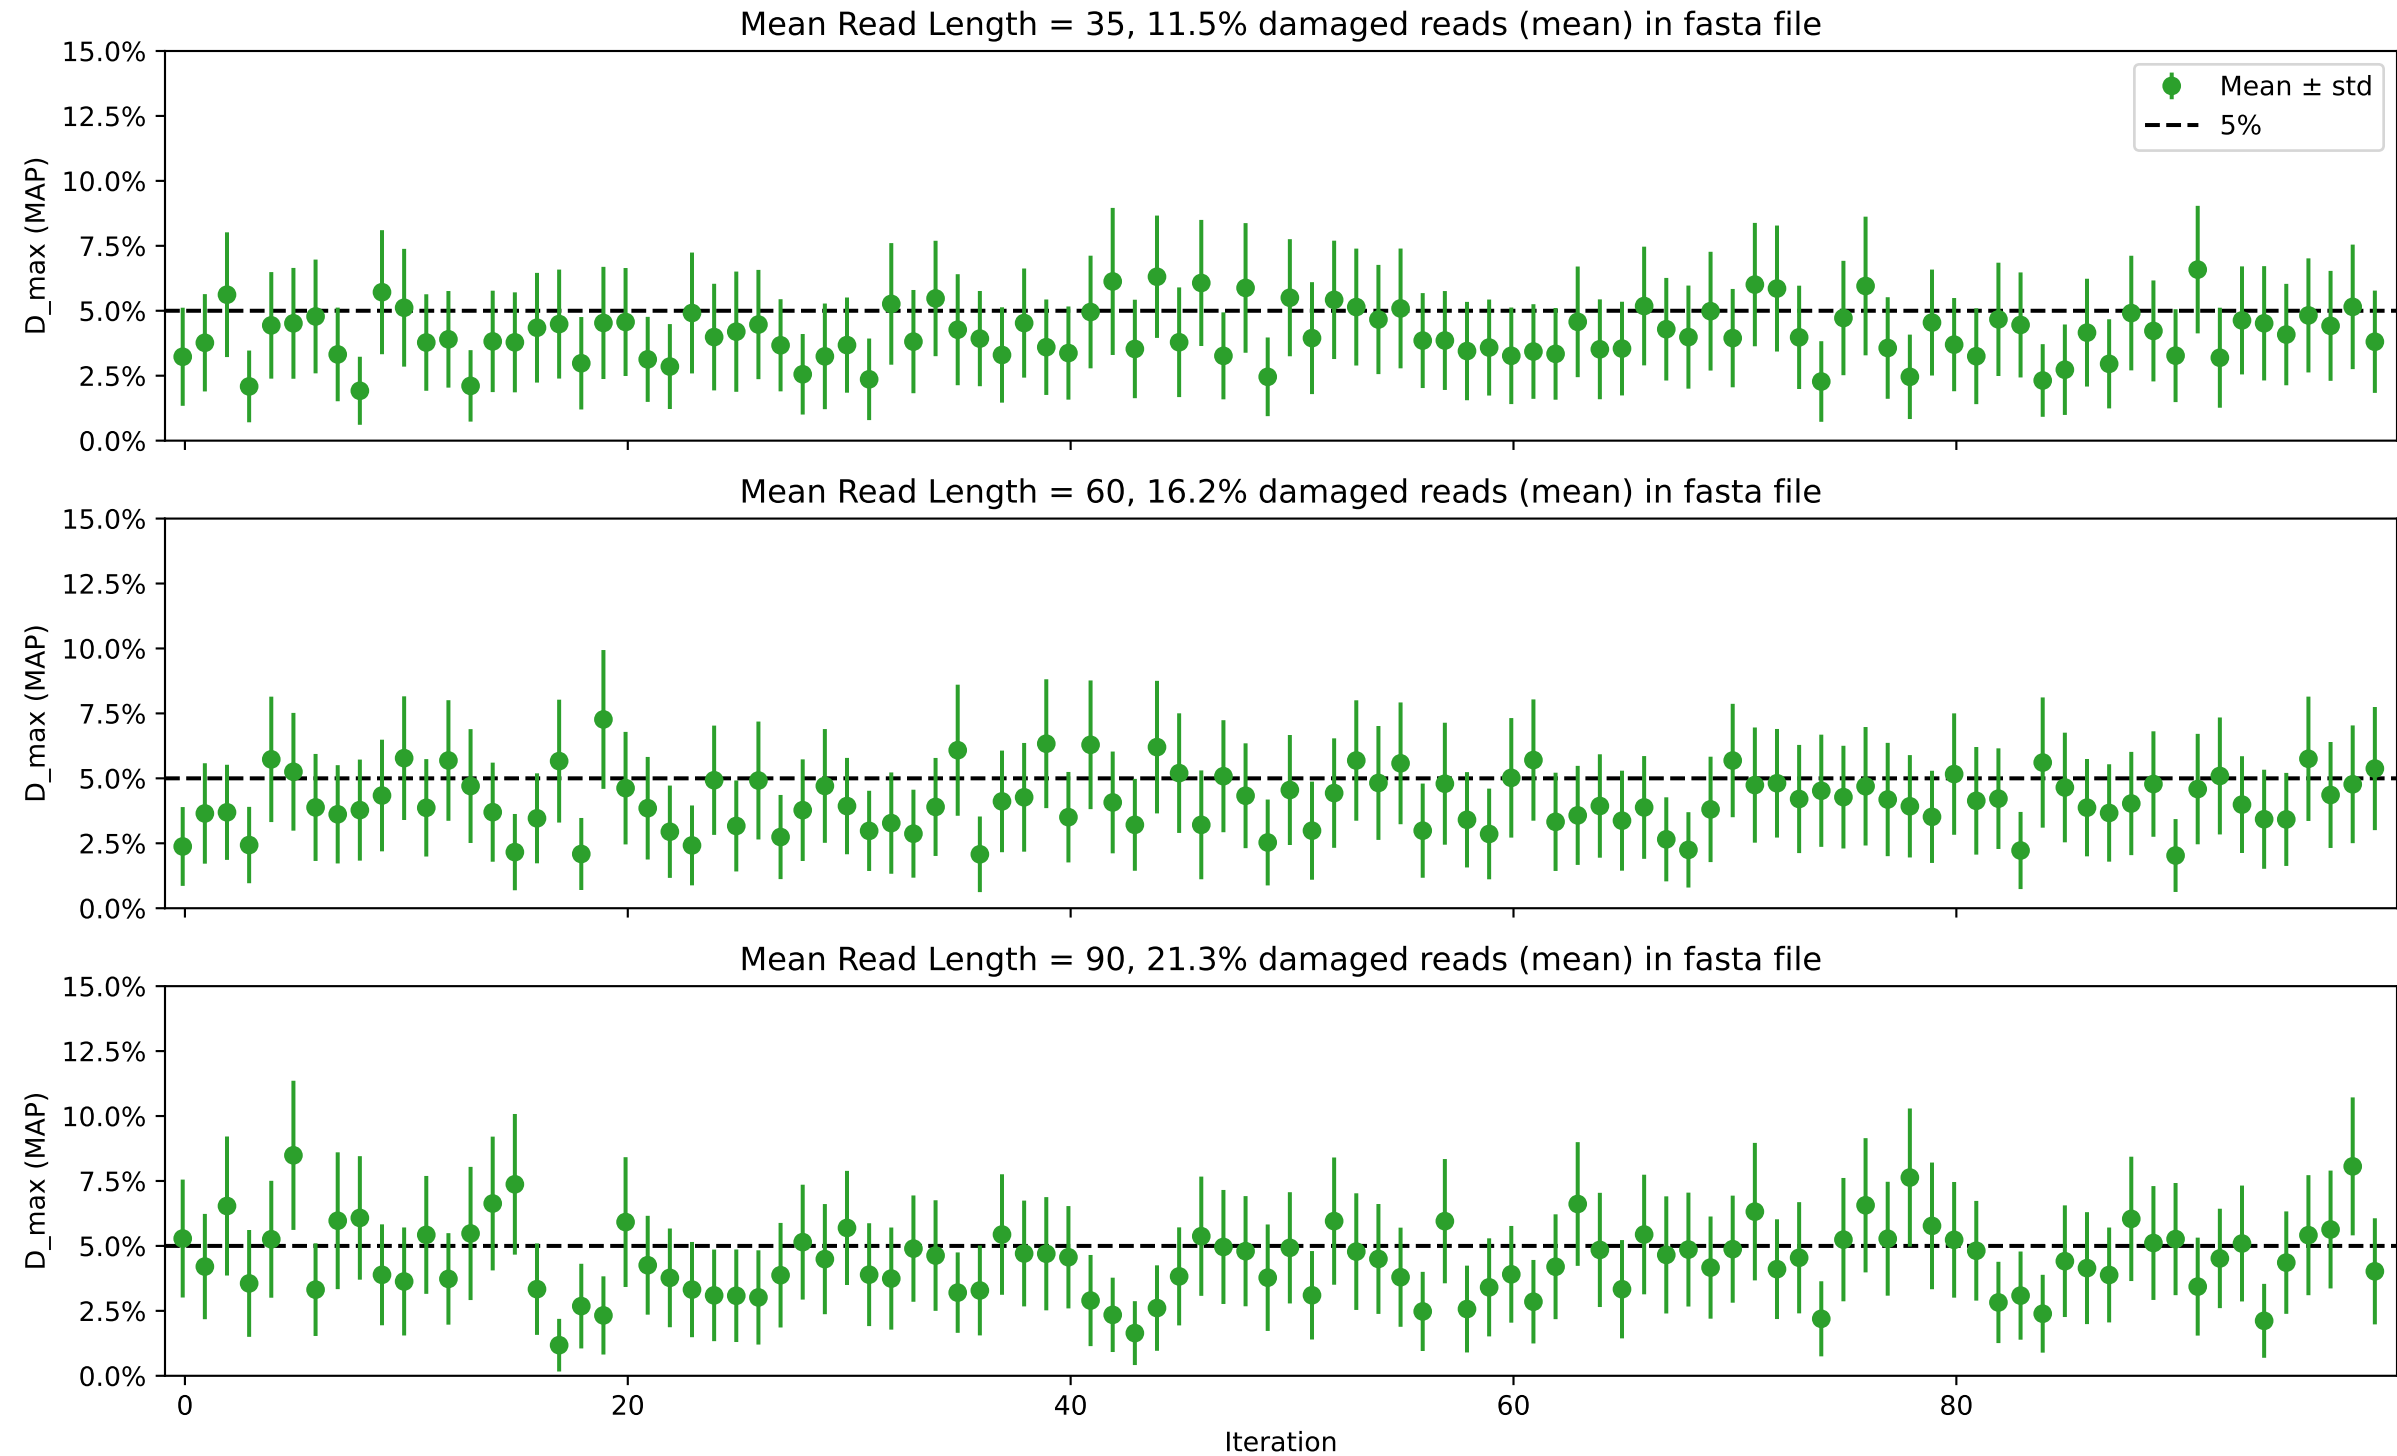 Mean Read Length = 35, 11.5% damaged reads (mean) in fasta file
15.0%
12.5%
10.0%
7.5%
5.0%
2.5%
0.0%
D_max (MAP)
Mean ± std
5%
Mean Read Length = 60, 16.2% damaged reads (mean) in fasta file
15.0%
12.5%
10.0%
7.5%
5.0%
2.5%
0.0%
D_max (MAP)
Mean Read Length = 90, 21.3% damaged reads (mean) in fasta file
15.0%
12.5%
10.0%
7.5%
5.0%
2.5%
0.0%
D_max (MAP)
0 20 40 60 80
Iteration